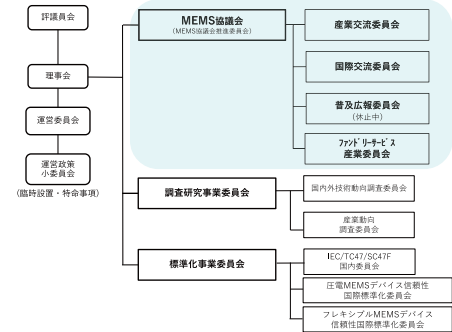 評議員会
理事会
運営委員会
運営政策
小委員会
(臨時設置・特命事項)
MEMS協議会
(MEMS協議会推進委員会)
産業交流委員会
国際交流委員会
普及広報委員会
(休止中)
ファンドリーサービス
産業委員会
調査研究事業委員会
国内外技術動向調査委員会
産業動向
調査委員会
標準化事業委員会
IEC/TC47/SC47F
国内委員会
圧電MEMSデバイス信頼性
国際標準化委員会
フレキシブルMEMSデバイス
信頼性国際標準化委員会